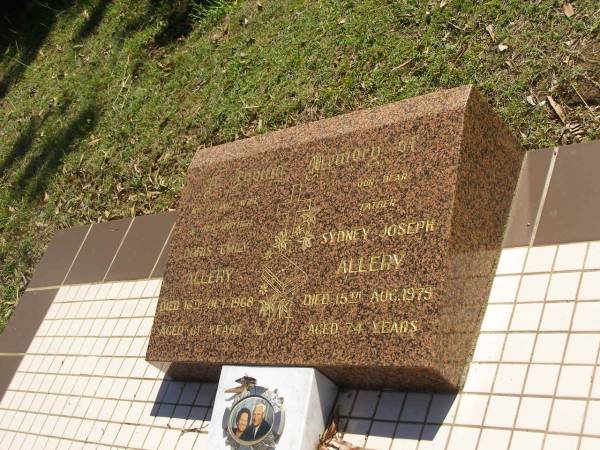 In Loving Memory of
OUR DEAR
FATHER
DORIS EMILY
ALLERY
DIED 16TH OCT. 1968
AGED 61 YEARS
SYDNEY JOSEPH
ALLERY
DIED 15TH AUG. 1975
AGED 74 YEARS